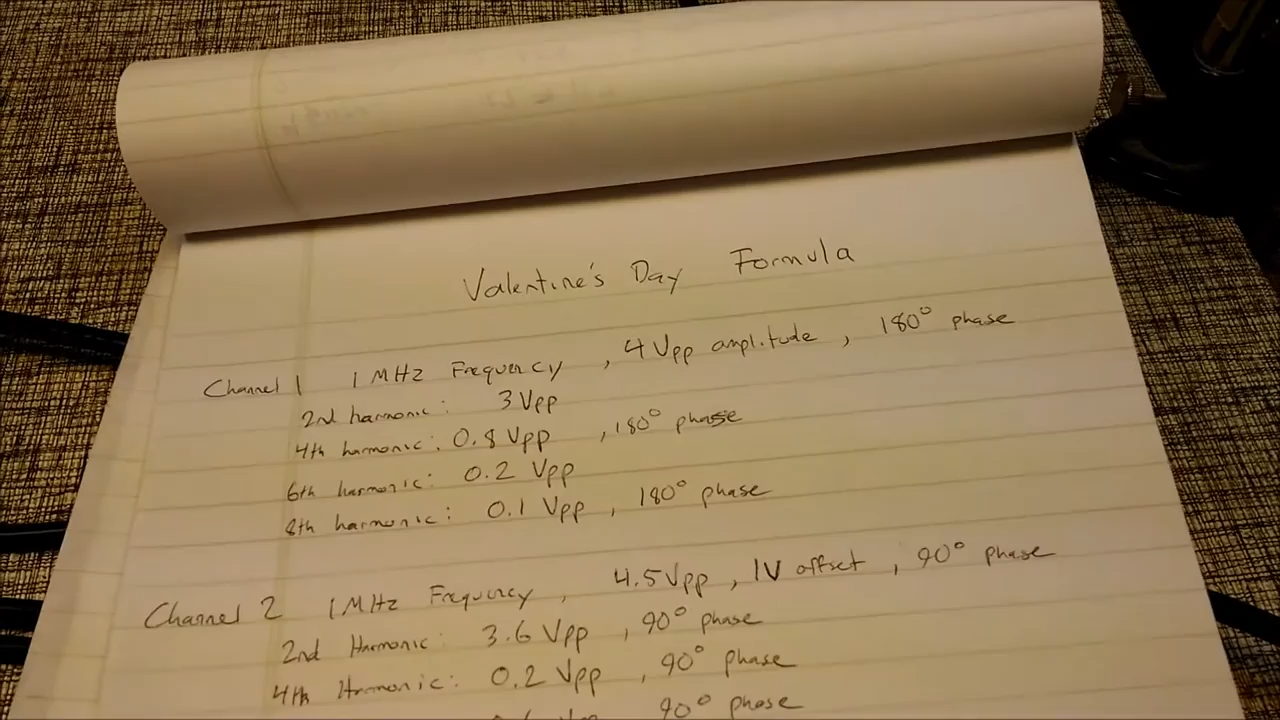 Valentine's Day Formula
Channel 1 1 MHz Frequency, 4 Vpp amplitude, 180° phase
2nd harmonic: 3 Vpp
4th harmonic: 0.8 Vpp, 180° phase
6th harmonic: 0.2 Vpp
8th harmonic: 0.1 Vpp, 180° phase
Channel 2 1 MHz Frequency, 4.5 Vpp, 1V offset, 90° phase
2nd Harmonic: 3.6 Vpp, 90° phase
4th Harmonic: 0.2 Vpp, 90° phase
90° phase